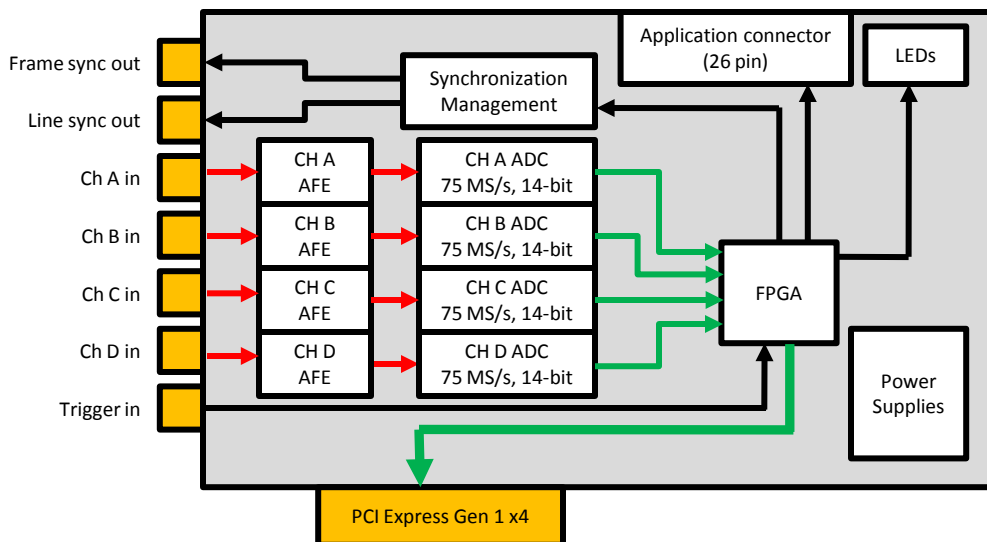 Frame sync out
Line sync out
Ch A in
Ch B in
Ch C in
Ch D in
Trigger in
Synchronization
Management
Application connector
(26 pin)
LEDs
CH A
AFE
CH A ADC
75 MS/s, 14-bit
CH B
AFE
CH B ADC
75 MS/s, 14-bit
CH C
AFE
CH C ADC
75 MS/s, 14-bit
CH D
AFE
CH D ADC
75 MS/s, 14-bit
FPGA
Power
Supplies
PCI Express Gen 1 x4